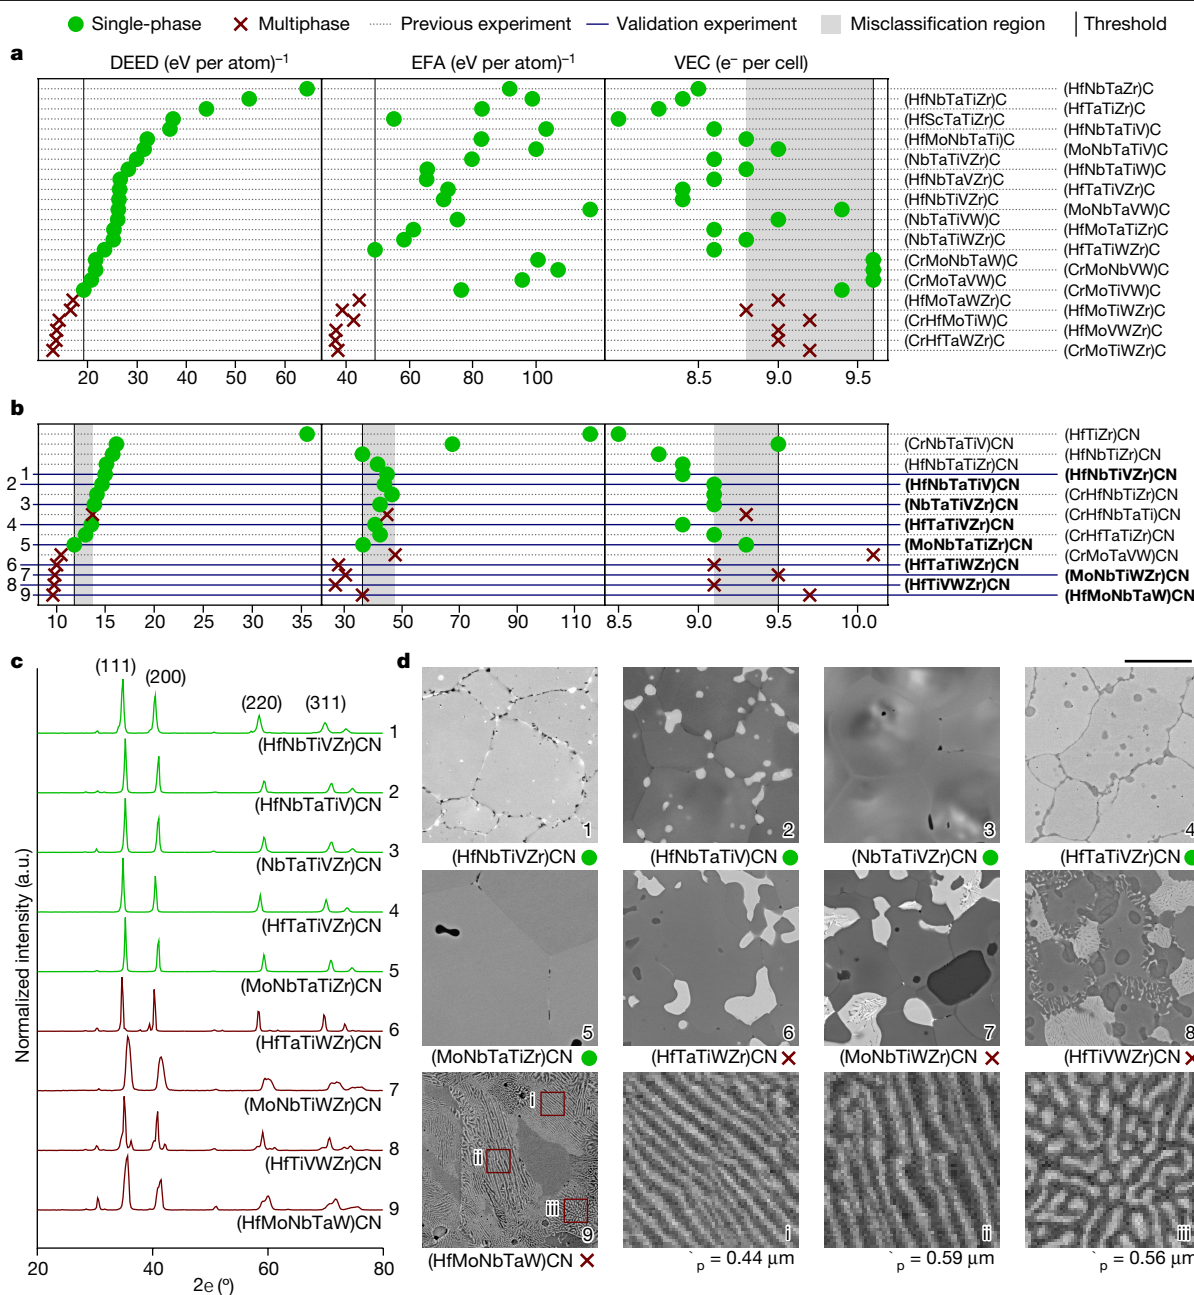 Single-phase Multiphase Previous experiment Validation experiment Misclassification region Threshold
a
DEED (eV per atom)⁻¹ EFA (eV per atom)⁻¹ VEC (e⁻ per cell)
(HfNbTaZr)C
(HfNbTaTiZr)C
(HfTaTiZr)C
(HfScTaTiZr)C
(HfNbTaTiV)C
(HfMoNbTaTi)C
(MoNbTaTiV)C
(NbTaTiVZr)C
(HfNbTaTiW)C
(HfNbTaVZr)C
(HfTaTiVZr)C
(HfNbTiVZr)C
(MoNbTaVW)C
(NbTaTiVW)C
(HfMoTaTiZr)C
(NbTaTiWZr)C
(HfTaTiWZr)C
(CrMoNbTaW)C
(CrMoNbVW)C
(CrMoTaVW)C
(CrMoTiVW)C
(HfMoTaWZr)C
(HfMoTiWZr)C
(CrHfMoTiW)C
(HfMoVWZr)C
(CrHfTaWZr)C
(CrMoTiWZr)C
20 30 40 50 60 40 60 80 100 8.5 9.0 9.5
b
(HfTiZr)CN
(CrNbTaTiV)CN
(HfNbTiZr)CN
(HfNbTaTiZr)CN
1 (HfNbTiVZr)CN
2 (HfNbTaTiV)CN
(CrHfNbTiZr)CN
3 (NbTaTiVZr)CN
(CrHfNbTaTi)CN
4 (HfTaTiVZr)CN
(CrHfTaTiZr)CN
5 (MoNbTaTiZr)CN
(CrMoTaVW)CN
6 (HfTaTiWZr)CN
7 (MoNbTiWZr)CN
8 (HfTiVWZr)CN
9 (HfMoNbTaW)CN
10 15 20 25 30 35 30 50 70 90 110 8.5 9.0 9.5 10.0
c
(111) (200) (220) (311)
1
(HfNbTiVZr)CN
2
(HfNbTaTiV)CN
3
(NbTaTiVZr)CN
4
(HfTaTiVZr)CN
5
(MoNbTaTiZr)CN
6
(HfTaTiWZr)CN
7
(MoNbTiWZr)CN
8
(HfTiVWZr)CN
9
(HfMoNbTaW)CN
Normalized intensity (a.u.)
20 40 60 80
2e (°)
d
1 2 3 4
(HfNbTiVZr)CN (HfNbTaTiV)CN (NbTaTiVZr)CN (HfTaTiVZr)CN
5 6 7 8
(MoNbTaTiZr)CN (HfTaTiWZr)CN (MoNbTiWZr)CN (HfTiVWZr)CN
i
ii
iii
9 i ii iii
(HfMoNbTaW)CN `p = 0.44 μm `p = 0.59 μm `p = 0.56 μm